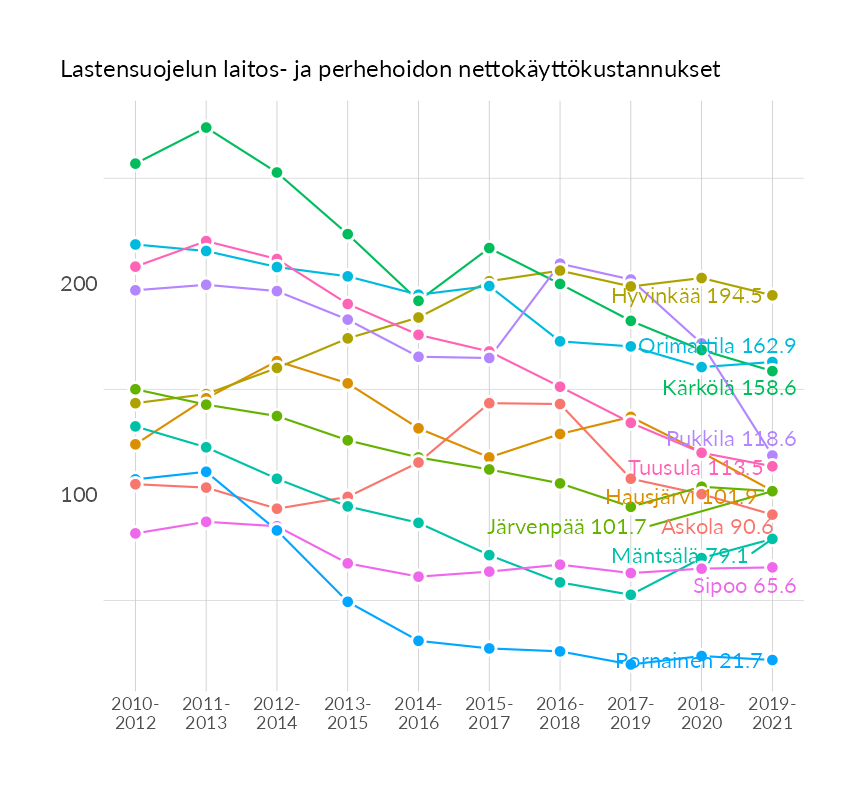 Lastensuojelun laitos- ja perhehoidon nettokäyttökustannukset
200
100
Hyvinkää 194.5
Orimattila 162.9
Kärkölä 158.6
Pukkila 118.6
Tuusula 113.5
Hausjärvi 101.9
Järvenpää 101.7
Askola 90.6
Mäntsälä 79.1
Sipoo 65.6
Pornainen 21.7
2010- 2011- 2012- 2013- 2014- 2015- 2016- 2017- 2018- 2019-
2012 2013 2014 2015 2016 2017 2018 2019 2020 2021